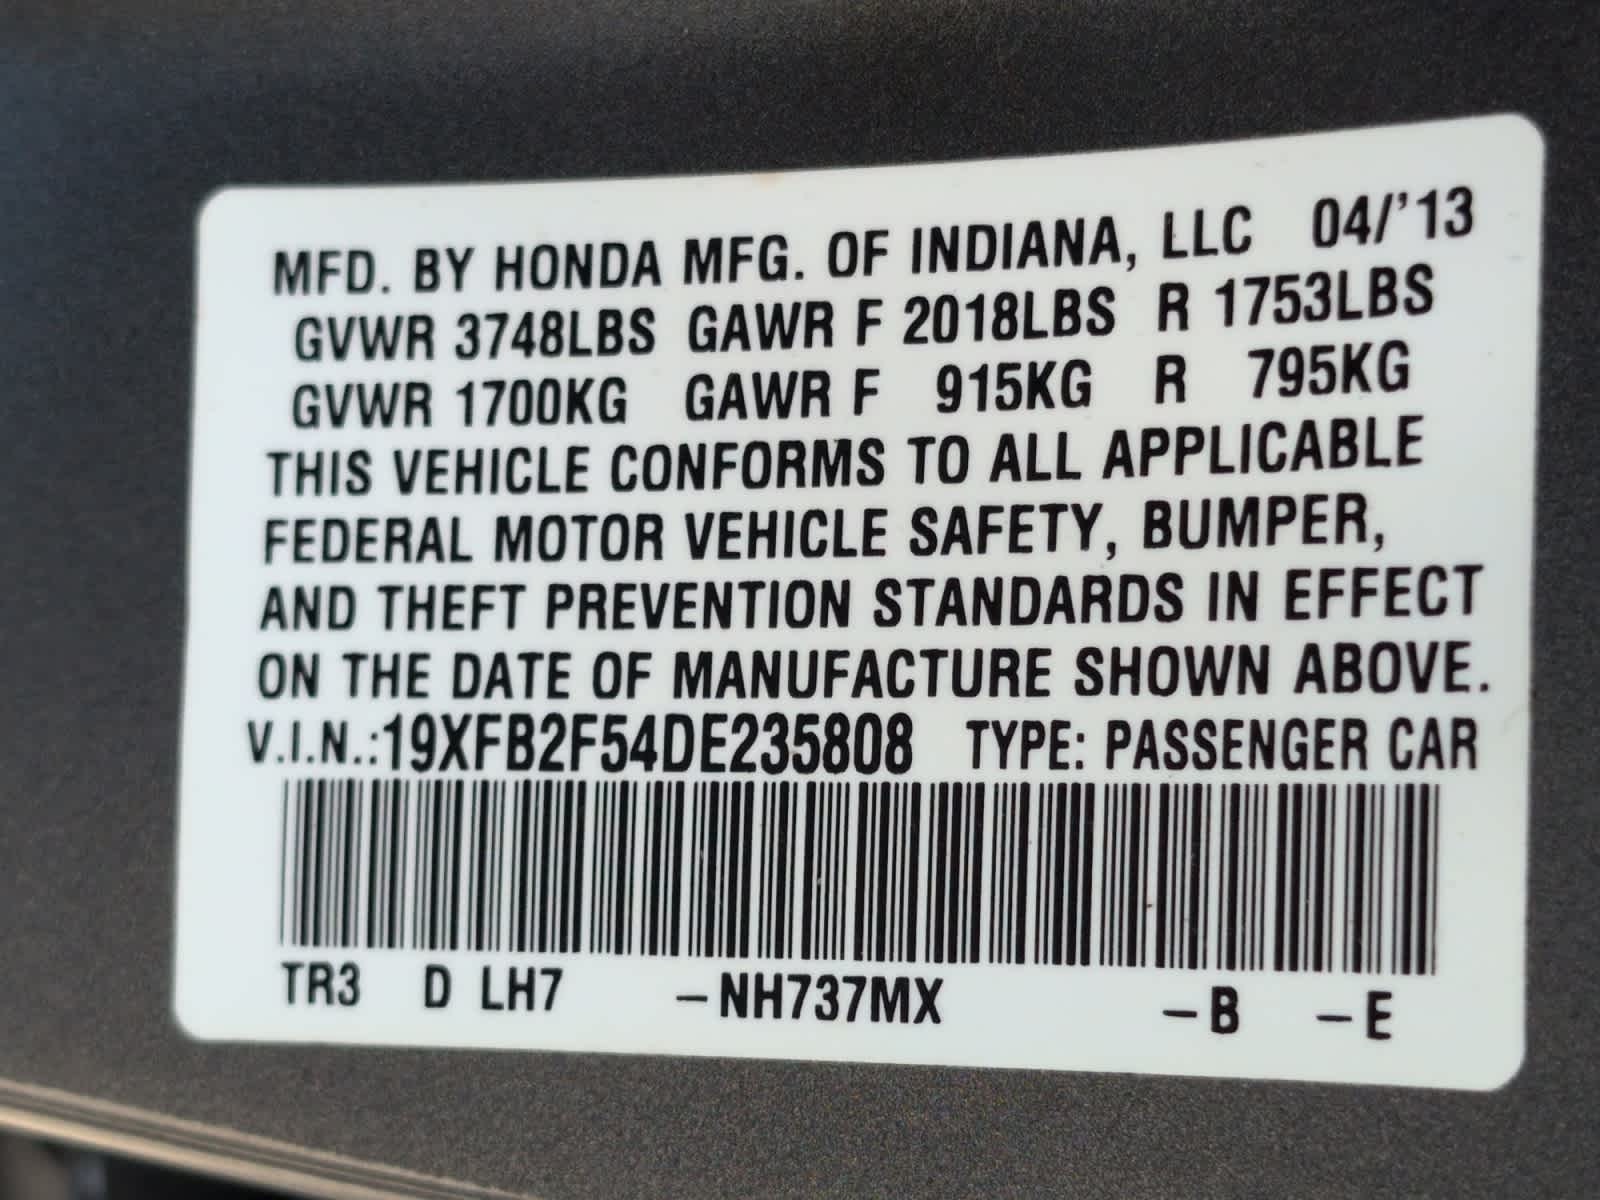 MFD. BY HONDA MFG. OF INDIANA, LLC 04/'13
GVWR 3748LBS GAWR F 2018LBS R 1753LBS
GVWR 1700KG GAWR F 915KG R 795KG
THIS VEHICLE CONFORMS TO ALL APPLICABLE
FEDERAL MOTOR VEHICLE SAFETY, BUMPER,
AND THEFT PREVENTION STANDARDS IN EFFECT
ON THE DATE OF MANUFACTURE SHOWN ABOVE.
V.I.N.:19XFB2F54DE235808 TYPE: PASSENGER CAR
TR3 D LH7 –NH737MX –B –E